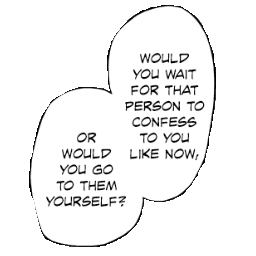 WOULD
YOU WAIT
FOR THAT
PERSON TO
CONFESS
TO YOU
LIKE NOW,
OR
WOULD
YOU GO
TO THEM
YOURSELF?